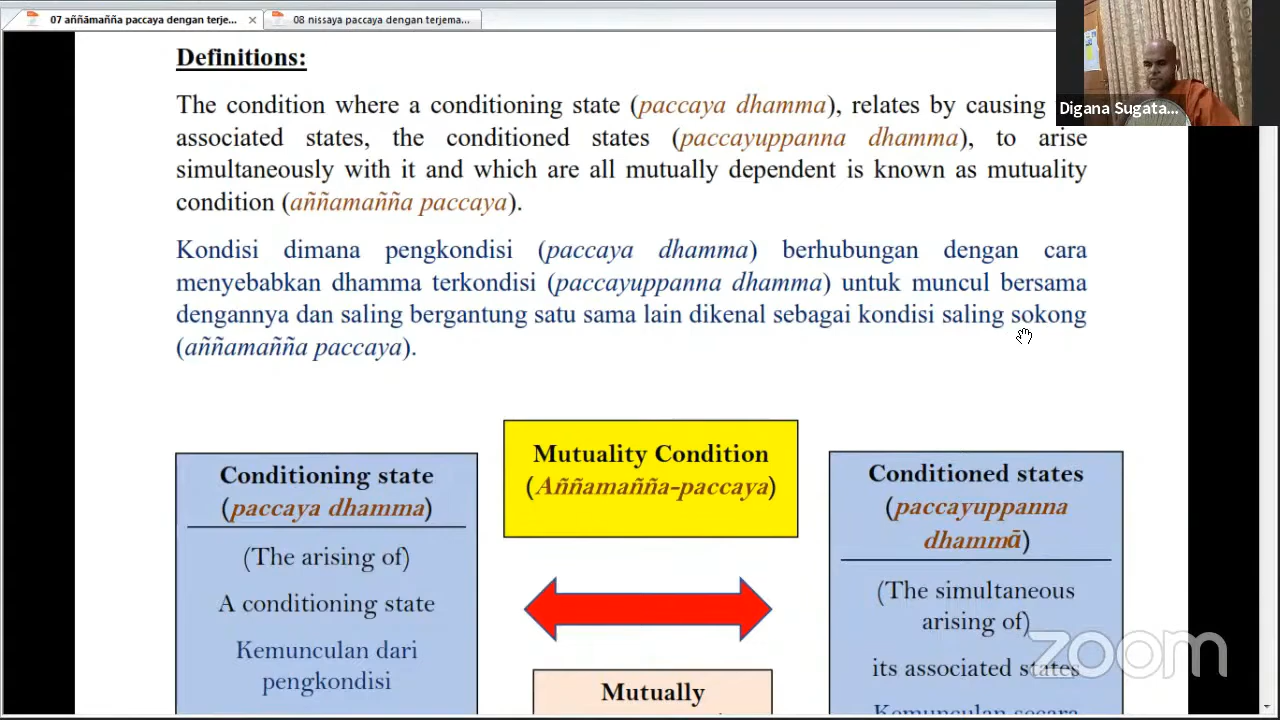 07 aññāmañña paccaya dengan terje...
08 nissaya paccaya dengan terjema...
Digana Sugata...
Definitions:
The condition where a conditioning state (paccaya dhamma), relates by causing
associated states, the conditioned states (paccayuppanna dhamma), to arise
simultaneously with it and which are all mutually dependent is known as mutuality
condition (aññamañña paccaya).
Kondisi dimana pengkondisi (paccaya dhamma) berhubungan dengan cara
menyebabkan dhamma terkondisi (paccayuppanna dhamma) untuk muncul bersama
dengannya dan saling bergantung satu sama lain dikenal sebagai kondisi saling sokong
(aññamañña paccaya).
Conditioning state
(paccaya dhamma)
(The arising of)
A conditioning state
Kemunculan dari
pengkondisi
Mutuality Condition
(Aññamañña-paccaya)
Mutually
Conditioned states
(paccayuppanna
dhammā)
(The simultaneous
arising of)
its associated states
Kemunculan secara
zoom